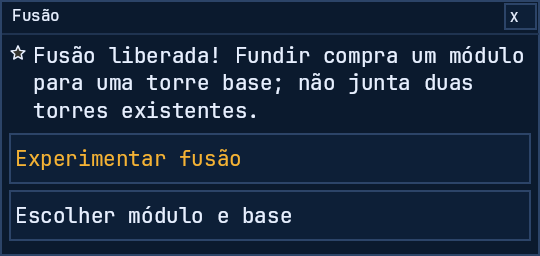 Fusão
X
Fusão liberada! Fundir compra um módulo
para uma torre base; não junta duas
torres existentes.
Experimentar fusão
Escolher módulo e base